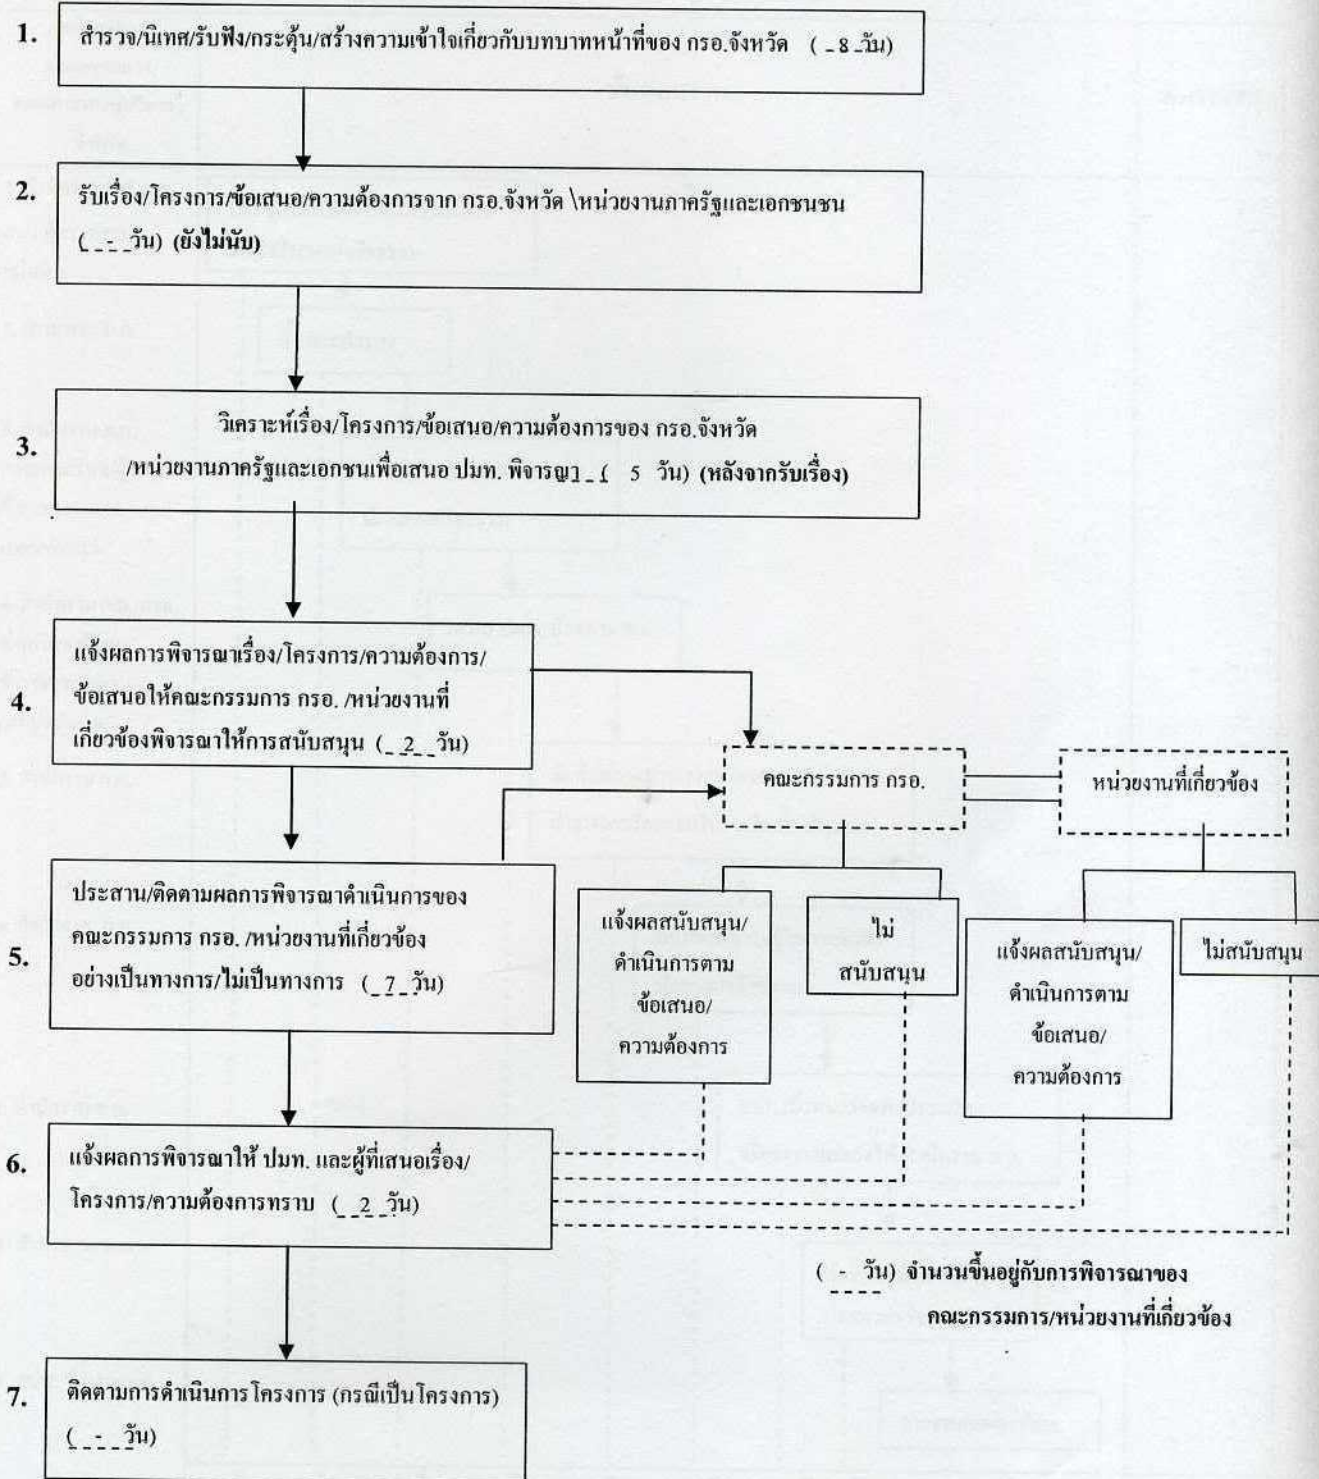 1.
สำรวจ/นิเทศ/รับฟัง/กระตุ้น/สร้างความเข้าใจเกี่ยวกับบทบาทหน้าที่ของ กรอ.จังหวัด ( 8 วัน)
2.
รับเรื่อง/โครงการ/ข้อเสนอ/ความต้องการจาก กรอ.จังหวัด \หน่วยงานภาครัฐและเอกชนชน
( - วัน) (ยังไม่นับ)
3.
วิเคราะห์เรื่อง/โครงการ/ข้อเสนอ/ความต้องการของ กรอ.จังหวัด
/หน่วยงานภาครัฐและเอกชนเพื่อเสนอ ปมท. พิจารณา ( 5 วัน) (หลังจากรับเรื่อง)
4.
แจ้งผลการพิจารณาเรื่อง/โครงการ/ความต้องการ/
ข้อเสนอให้คณะกรรมการ กรอ. /หน่วยงานที่
เกี่ยวข้องพิจารณาให้การสนับสนุน ( 2 วัน)
คณะกรรมการ กรอ.
หน่วยงานที่เกี่ยวข้อง
5.
ประสาน/ติดตามผลการพิจารณาดำเนินการของ
คณะกรรมการ กรอ. /หน่วยงานที่เกี่ยวข้อง
อย่างเป็นทางการ/ไม่เป็นทางการ ( 7 วัน)
แจ้งผลสนับสนุน/
ดำเนินการตาม
ข้อเสนอ/
ความต้องการ
ไม่
สนับสนุน
แจ้งผลสนับสนุน/
ดำเนินการตาม
ข้อเสนอ/
ความต้องการ
ไม่สนับสนุน
6.
แจ้งผลการพิจารณาให้ ปมท. และผู้ที่เสนอเรื่อง/
โครงการ/ความต้องการทราบ ( 2 วัน)
( - วัน) จำนวนขึ้นอยู่กับการพิจารณาของ
คณะกรรมการ/หน่วยงานที่เกี่ยวข้อง
7.
ติดตามการดำเนินการโครงการ (กรณีเป็นโครงการ)
( - วัน)